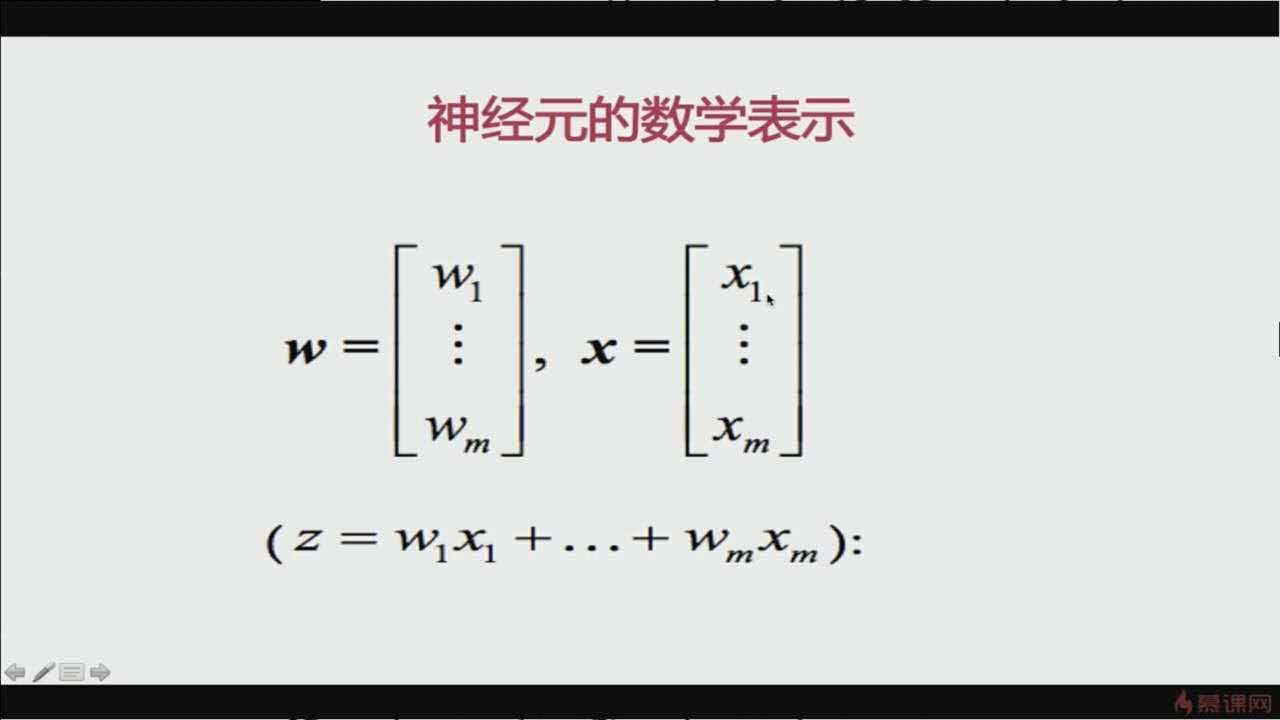 神经元的数学表示
w = [ w₁ ⋮ wₘ ] , x = [ x₁ ⋮ xₘ ]
( z = w₁x₁ + … + wₘxₘ ):
慕课网